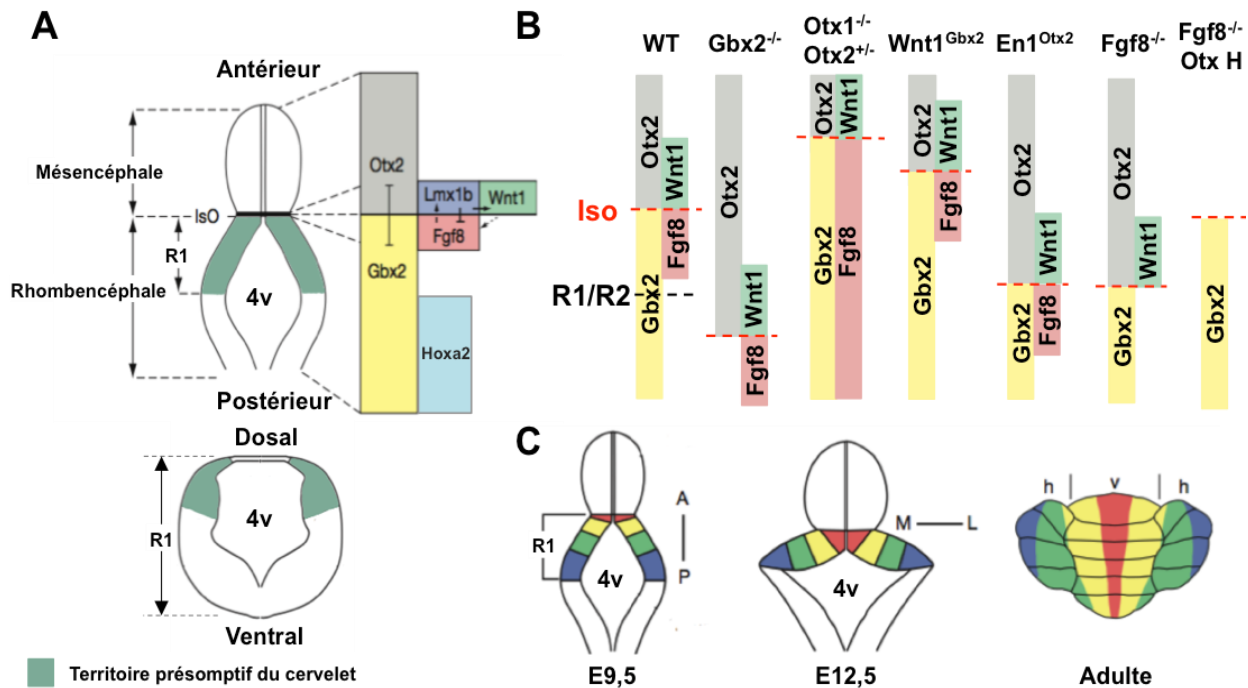 A
Antérieur
Mésencéphale
IsO
R1
Rhombencéphale
4v
Postérieur
Otx2
Lmx1b
Wnt1
Fgf8
Gbx2
Hoxa2
Dosal
R1
4v
Ventral
Territoire présomptif du cervelet
B
WT
Gbx2-/-
Otx1-/-
Otx2+/-
Wnt1Gbx2
En1Otx2
Fgf8-/-
Fgf8-/-
Otx H
Iso
R1/R2
Otx2
Wnt1
Gbx2
Fgf8
Otx2
Wnt1
Fgf8
Otx2
Wnt1
Gbx2
Fgf8
Otx2
Wnt1
Gbx2
Fgf8
Otx2
Wnt1
Gbx2
Fgf8
Otx2
Wnt1
Gbx2
Gbx2
C
R1
4v
A
P
E9,5
M
L
4v
E12,5
h
v
h
Adulte